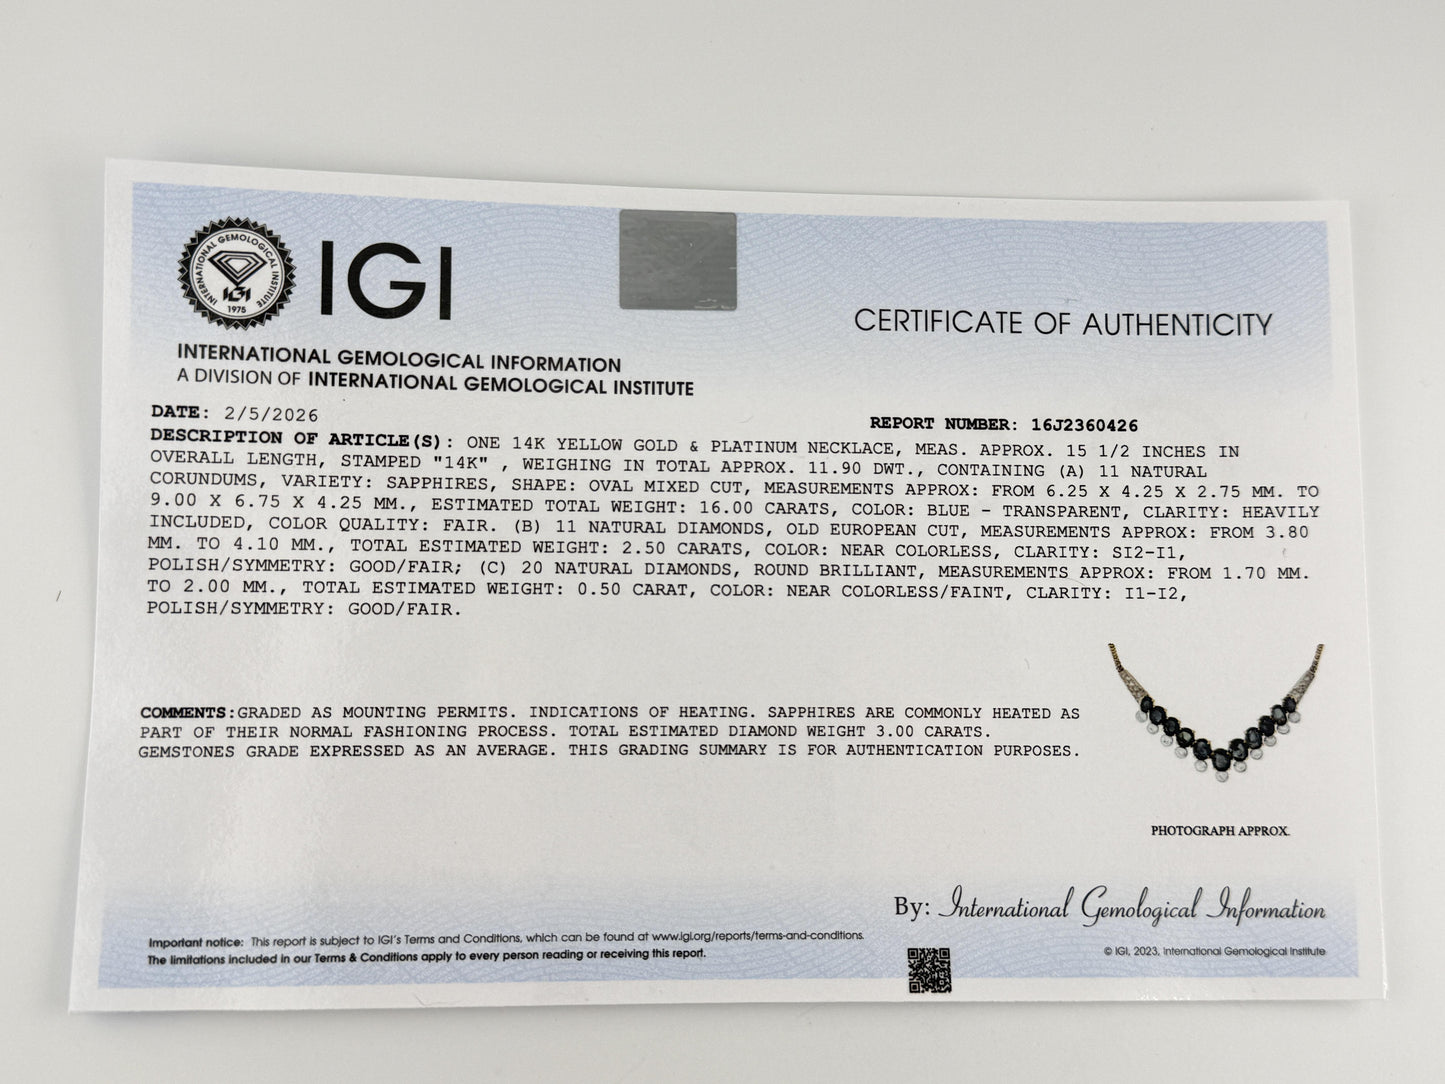 INTERNATIONAL GEMOLOGICAL INSTITUTE
IGI
1975
IGI
CERTIFICATE OF AUTHENTICITY
INTERNATIONAL GEMOLOGICAL INFORMATION
A DIVISION OF INTERNATIONAL GEMOLOGICAL INSTITUTE
DATE: 2/5/2026
REPORT NUMBER: 16J2360426
DESCRIPTION OF ARTICLE(S): ONE 14K YELLOW GOLD & PLATINUM NECKLACE, MEAS. APPROX. 15 1/2 INCHES IN
OVERALL LENGTH, STAMPED "14K" , WEIGHING IN TOTAL APPROX. 11.90 DWT., CONTAINING (A) 11 NATURAL
CORUNDUMS, VARIETY: SAPPHIRES, SHAPE: OVAL MIXED CUT, MEASUREMENTS APPROX: FROM 6.25 X 4.25 X 2.75 MM. TO
9.00 X 6.75 X 4.25 MM., ESTIMATED TOTAL WEIGHT: 16.00 CARATS, COLOR: BLUE - TRANSPARENT, CLARITY: HEAVILY
INCLUDED, COLOR QUALITY: FAIR. (B) 11 NATURAL DIAMONDS, OLD EUROPEAN CUT, MEASUREMENTS APPROX: FROM 3.80
MM. TO 4.10 MM., TOTAL ESTIMATED WEIGHT: 2.50 CARATS, COLOR: NEAR COLORLESS, CLARITY: SI2-I1,
POLISH/SYMMETRY: GOOD/FAIR; (C) 20 NATURAL DIAMONDS, ROUND BRILLIANT, MEASUREMENTS APPROX: FROM 1.70 MM.
TO 2.00 MM., TOTAL ESTIMATED WEIGHT: 0.50 CARAT, COLOR: NEAR COLORLESS/FAINT, CLARITY: I1-I2,
POLISH/SYMMETRY: GOOD/FAIR.
COMMENTS:GRADED AS MOUNTING PERMITS. INDICATIONS OF HEATING. SAPPHIRES ARE COMMONLY HEATED AS
PART OF THEIR NORMAL FASHIONING PROCESS. TOTAL ESTIMATED DIAMOND WEIGHT 3.00 CARATS.
GEMSTONES GRADE EXPRESSED AS AN AVERAGE. THIS GRADING SUMMARY IS FOR AUTHENTICATION PURPOSES.
PHOTOGRAPH APPROX.
By: International Gemological Information
Important notice: This report is subject to IGI's Terms and Conditions, which can be found at www.igi.org/reports/terms-and-conditions.
The limitations included in our Terms & Conditions apply to every person reading or receiving this report.
© IGI, 2023, International Gemological Institute